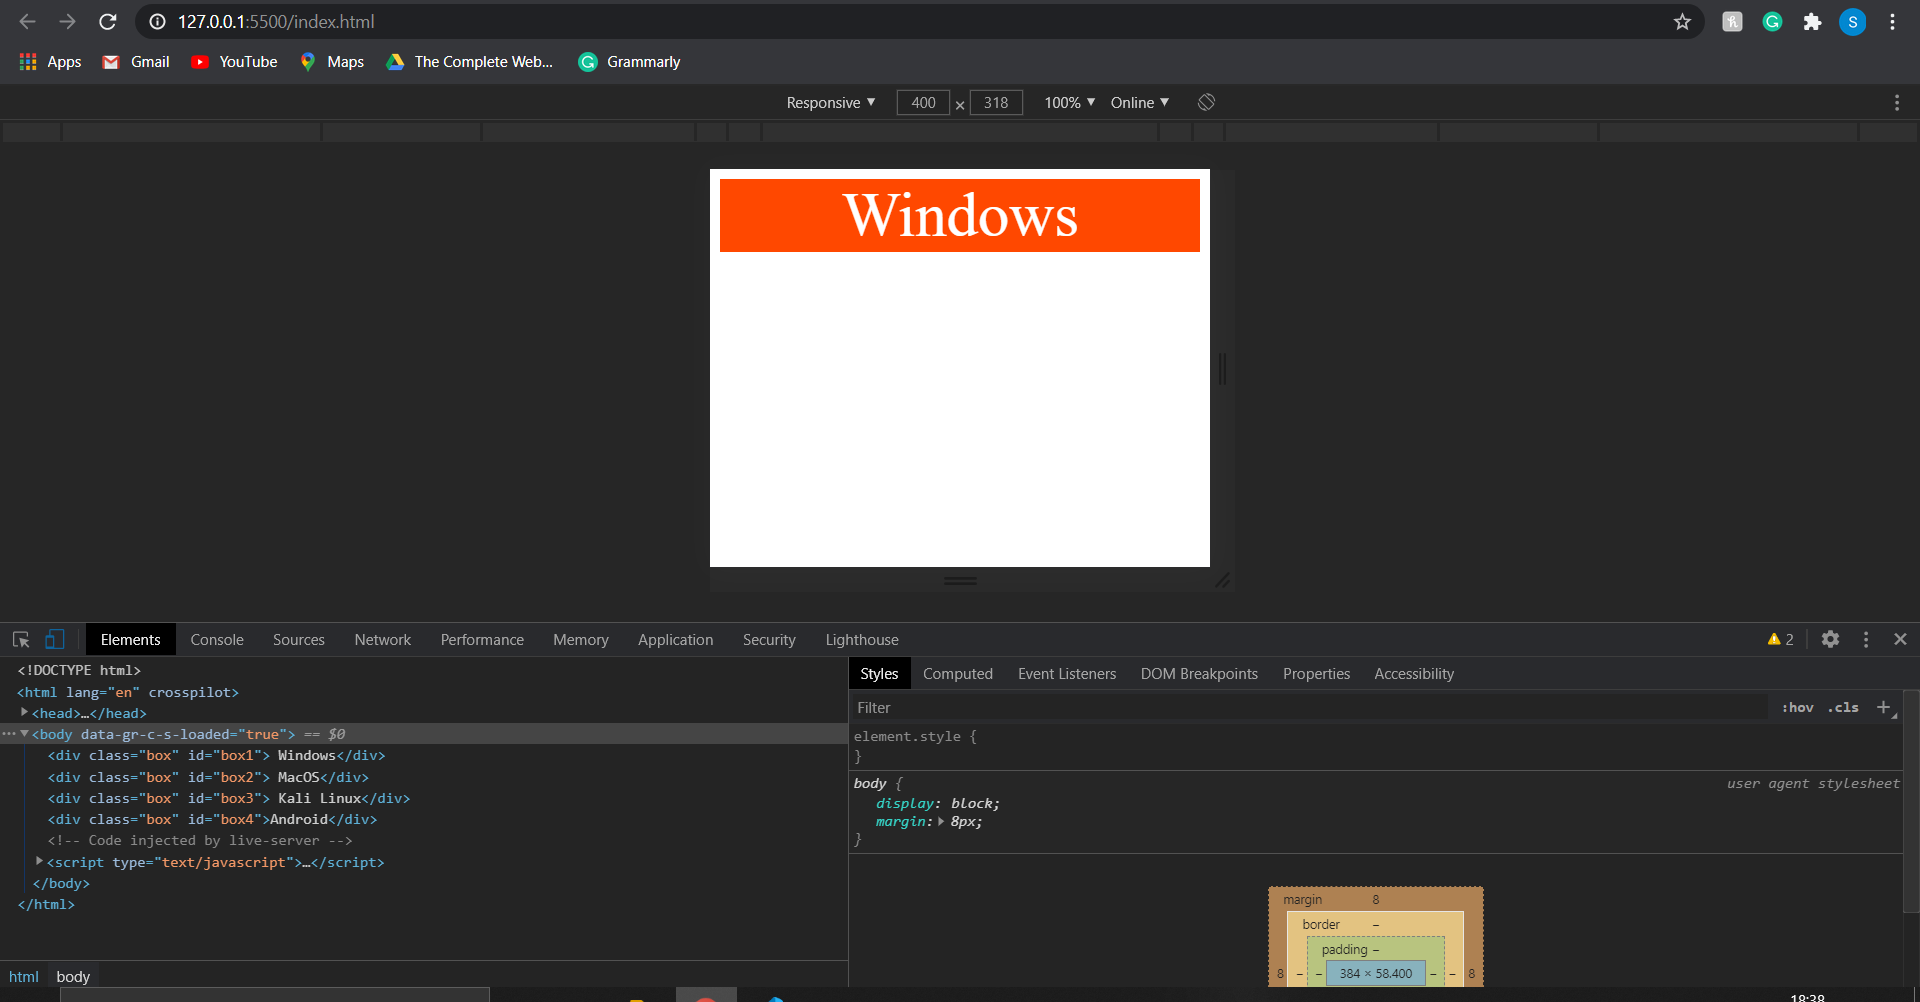 127.0.0.1:5500/index.html
S
Apps Gmail YouTube Maps The Complete Web... Grammarly
Responsive ▼ 400 × 318 100% ▼ Online ▼
Windows
Elements Console Sources Network Performance Memory Application Security Lighthouse 2
<!DOCTYPE html>
<html lang="en" crosspilot>
<head>…</head>
<body data-gr-c-s-loaded="true"> == $0
<div class="box" id="box1"> Windows</div>
<div class="box" id="box2"> MacOS</div>
<div class="box" id="box3"> Kali Linux</div>
<div class="box" id="box4">Android</div>
<!-- Code injected by live-server -->
<script type="text/javascript">…</script>
</body>
</html>
html body
Styles Computed Event Listeners DOM Breakpoints Properties Accessibility
Filter :hov .cls +
element.style {
}
body { user agent stylesheet
display: block;
margin: 8px;
}
margin 8
border –
padding –
8 – – 384 × 58.400 – – 8
18:38